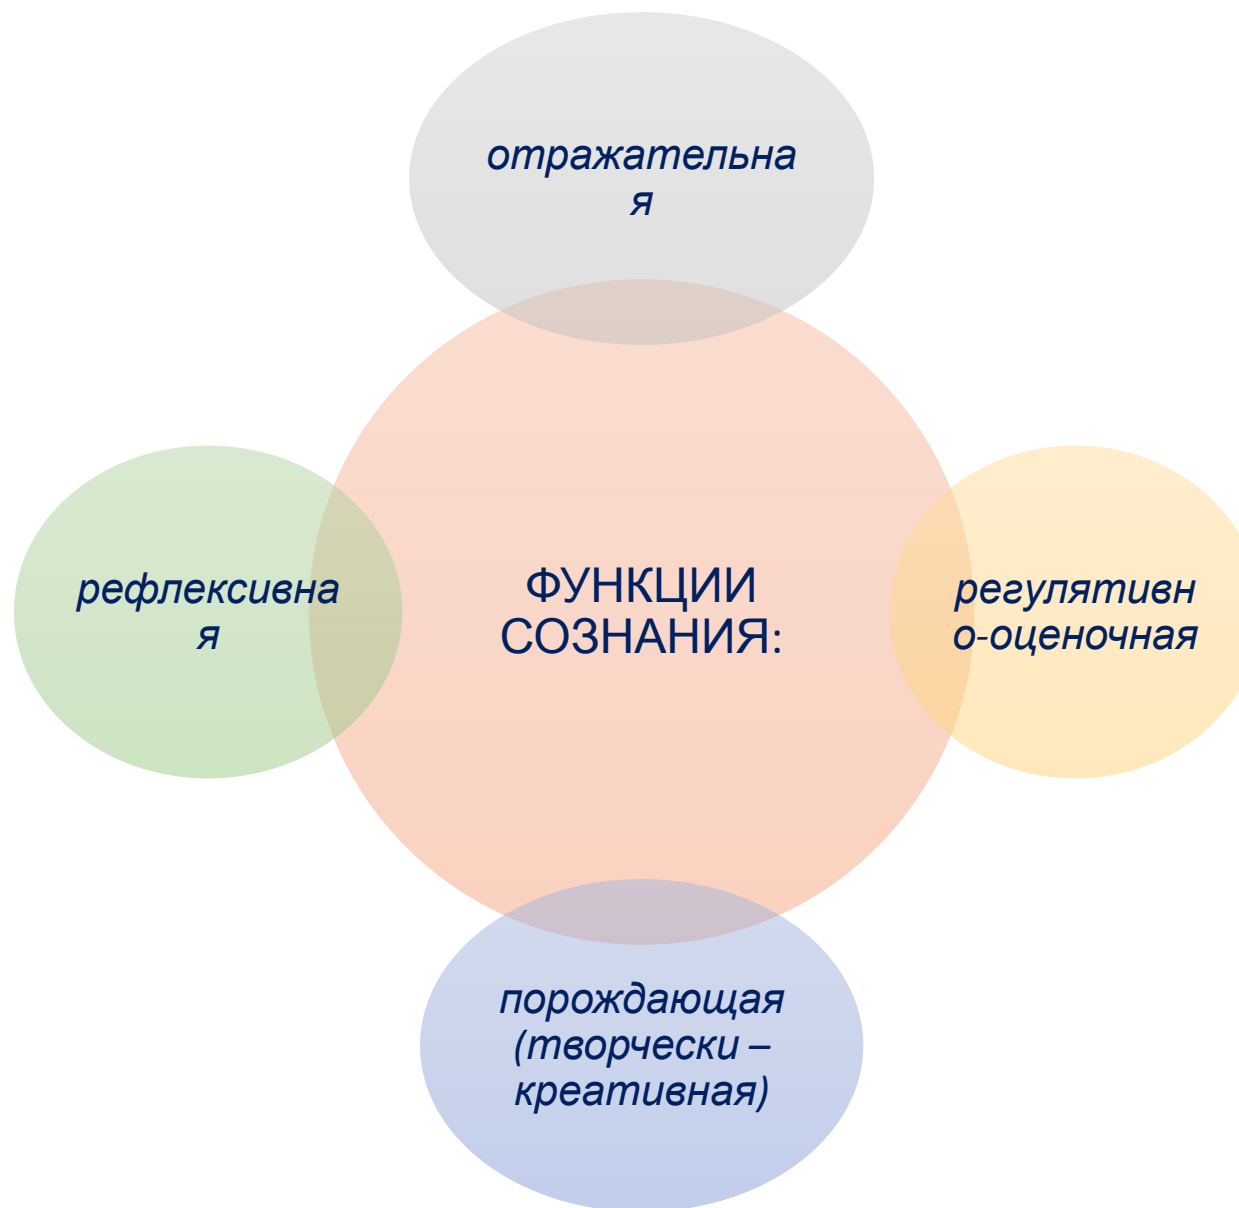 отражательна
я
рефлексивна
я
ФУНКЦИИ
СОЗНАНИЯ:
регулятивн
о-оценочная
порождающая
(творчески –
креативная)